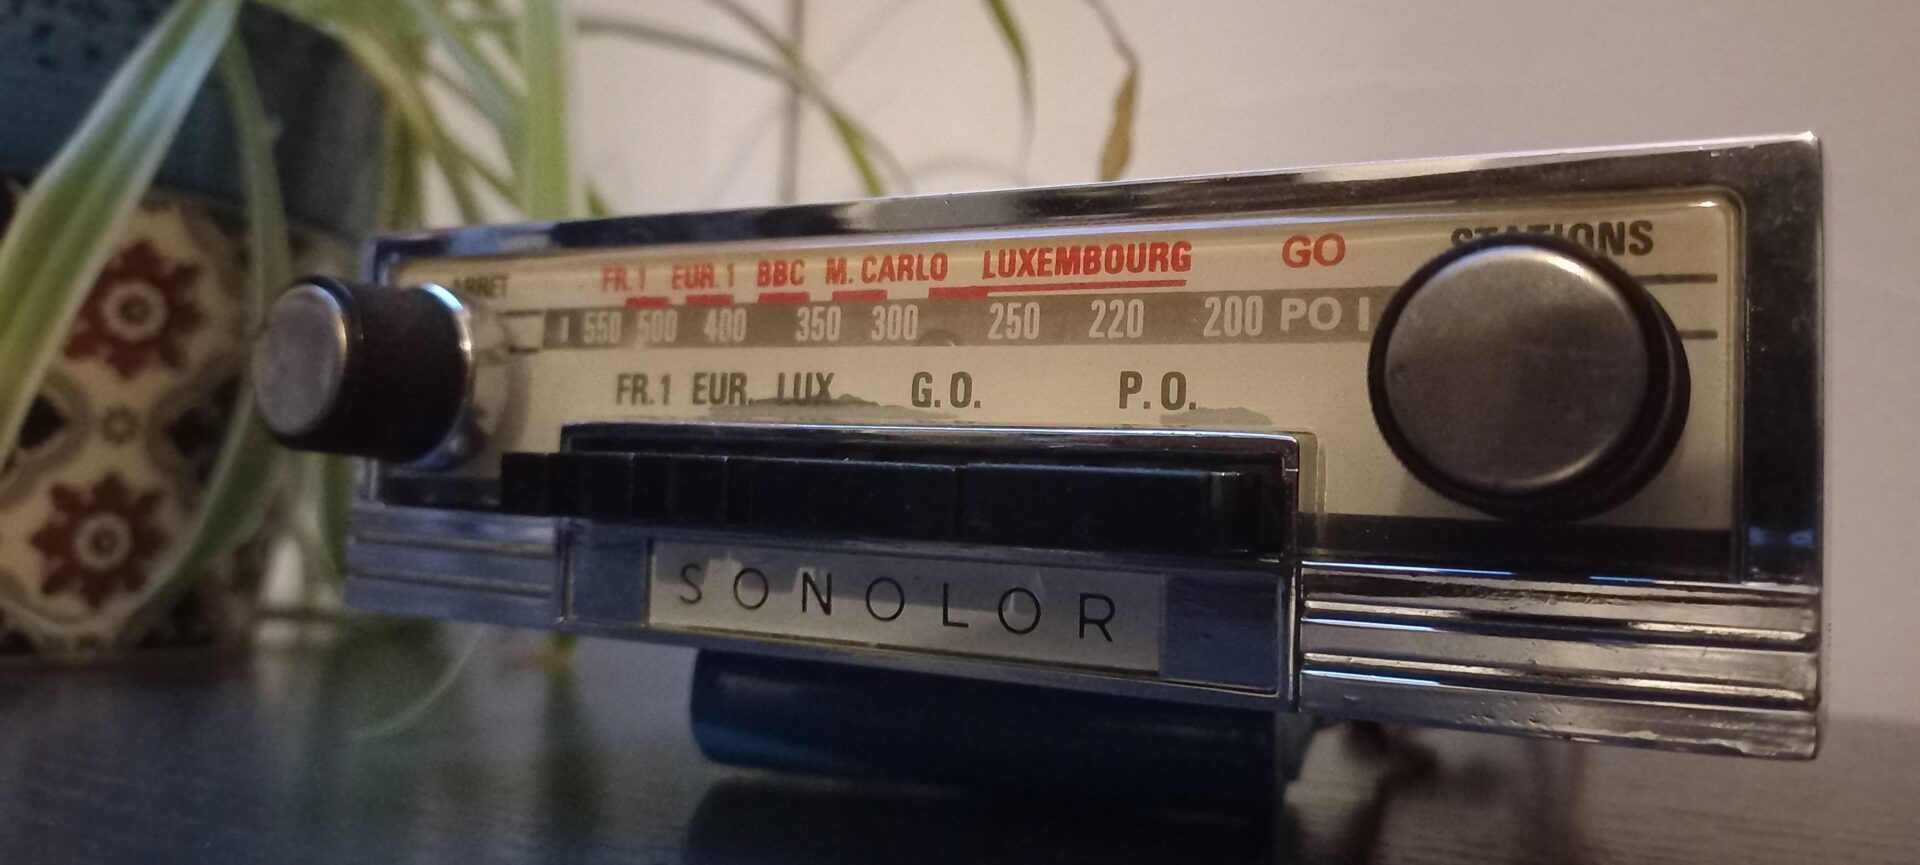 ARRET FR.1 EUR.1 BBC M.CARLO LUXEMBOURG GO STATIONS
550 500 400 350 300 250 220 200 PO
FR.1 EUR. LUX. G.O. P.O.
SONOLOR